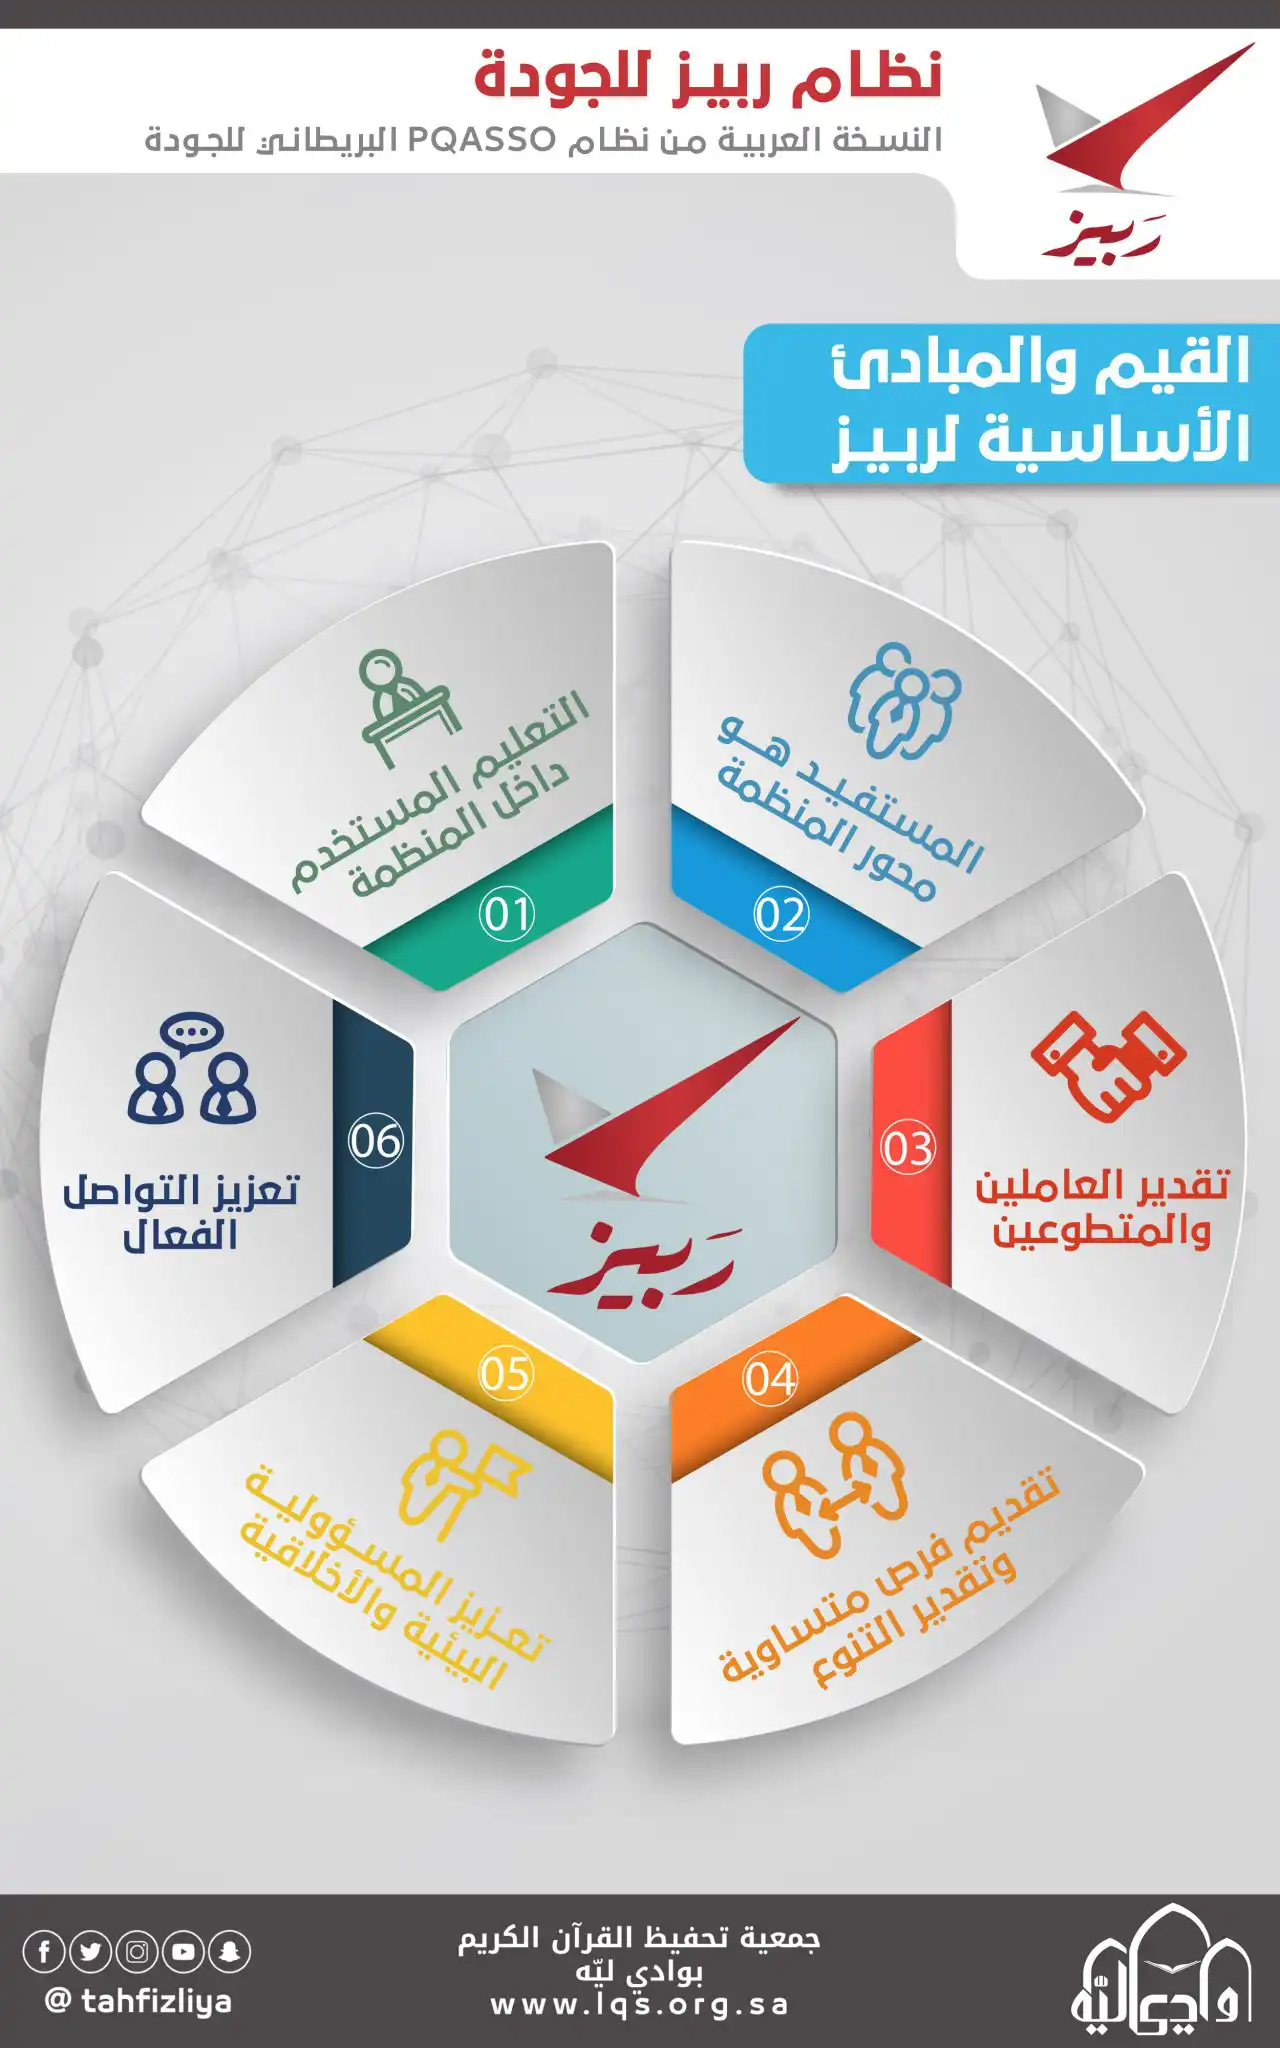 نظام ربيز للجودة
النسخة العربية من نظام PQASSO البريطاني للجودة
رَبيز
القيم والمبادئ
الأساسية لربيز
التعليم المستخدم
داخل المنظمة
01
المستفيد هو
محور المنظمة
02
تقدير العاملين
والمتطوعين
03
تقديم فرص متساوية
وتقدير التنوع
04
تعزيز المسؤولية
البيئية والأخلاقية
05
تعزيز التواصل
الفعال
06
رَبيز
جمعية تحفيظ القرآن الكريم
بوادي ليّه
www.lqs.org.sa
@ tahfizliya
وادي ليّه